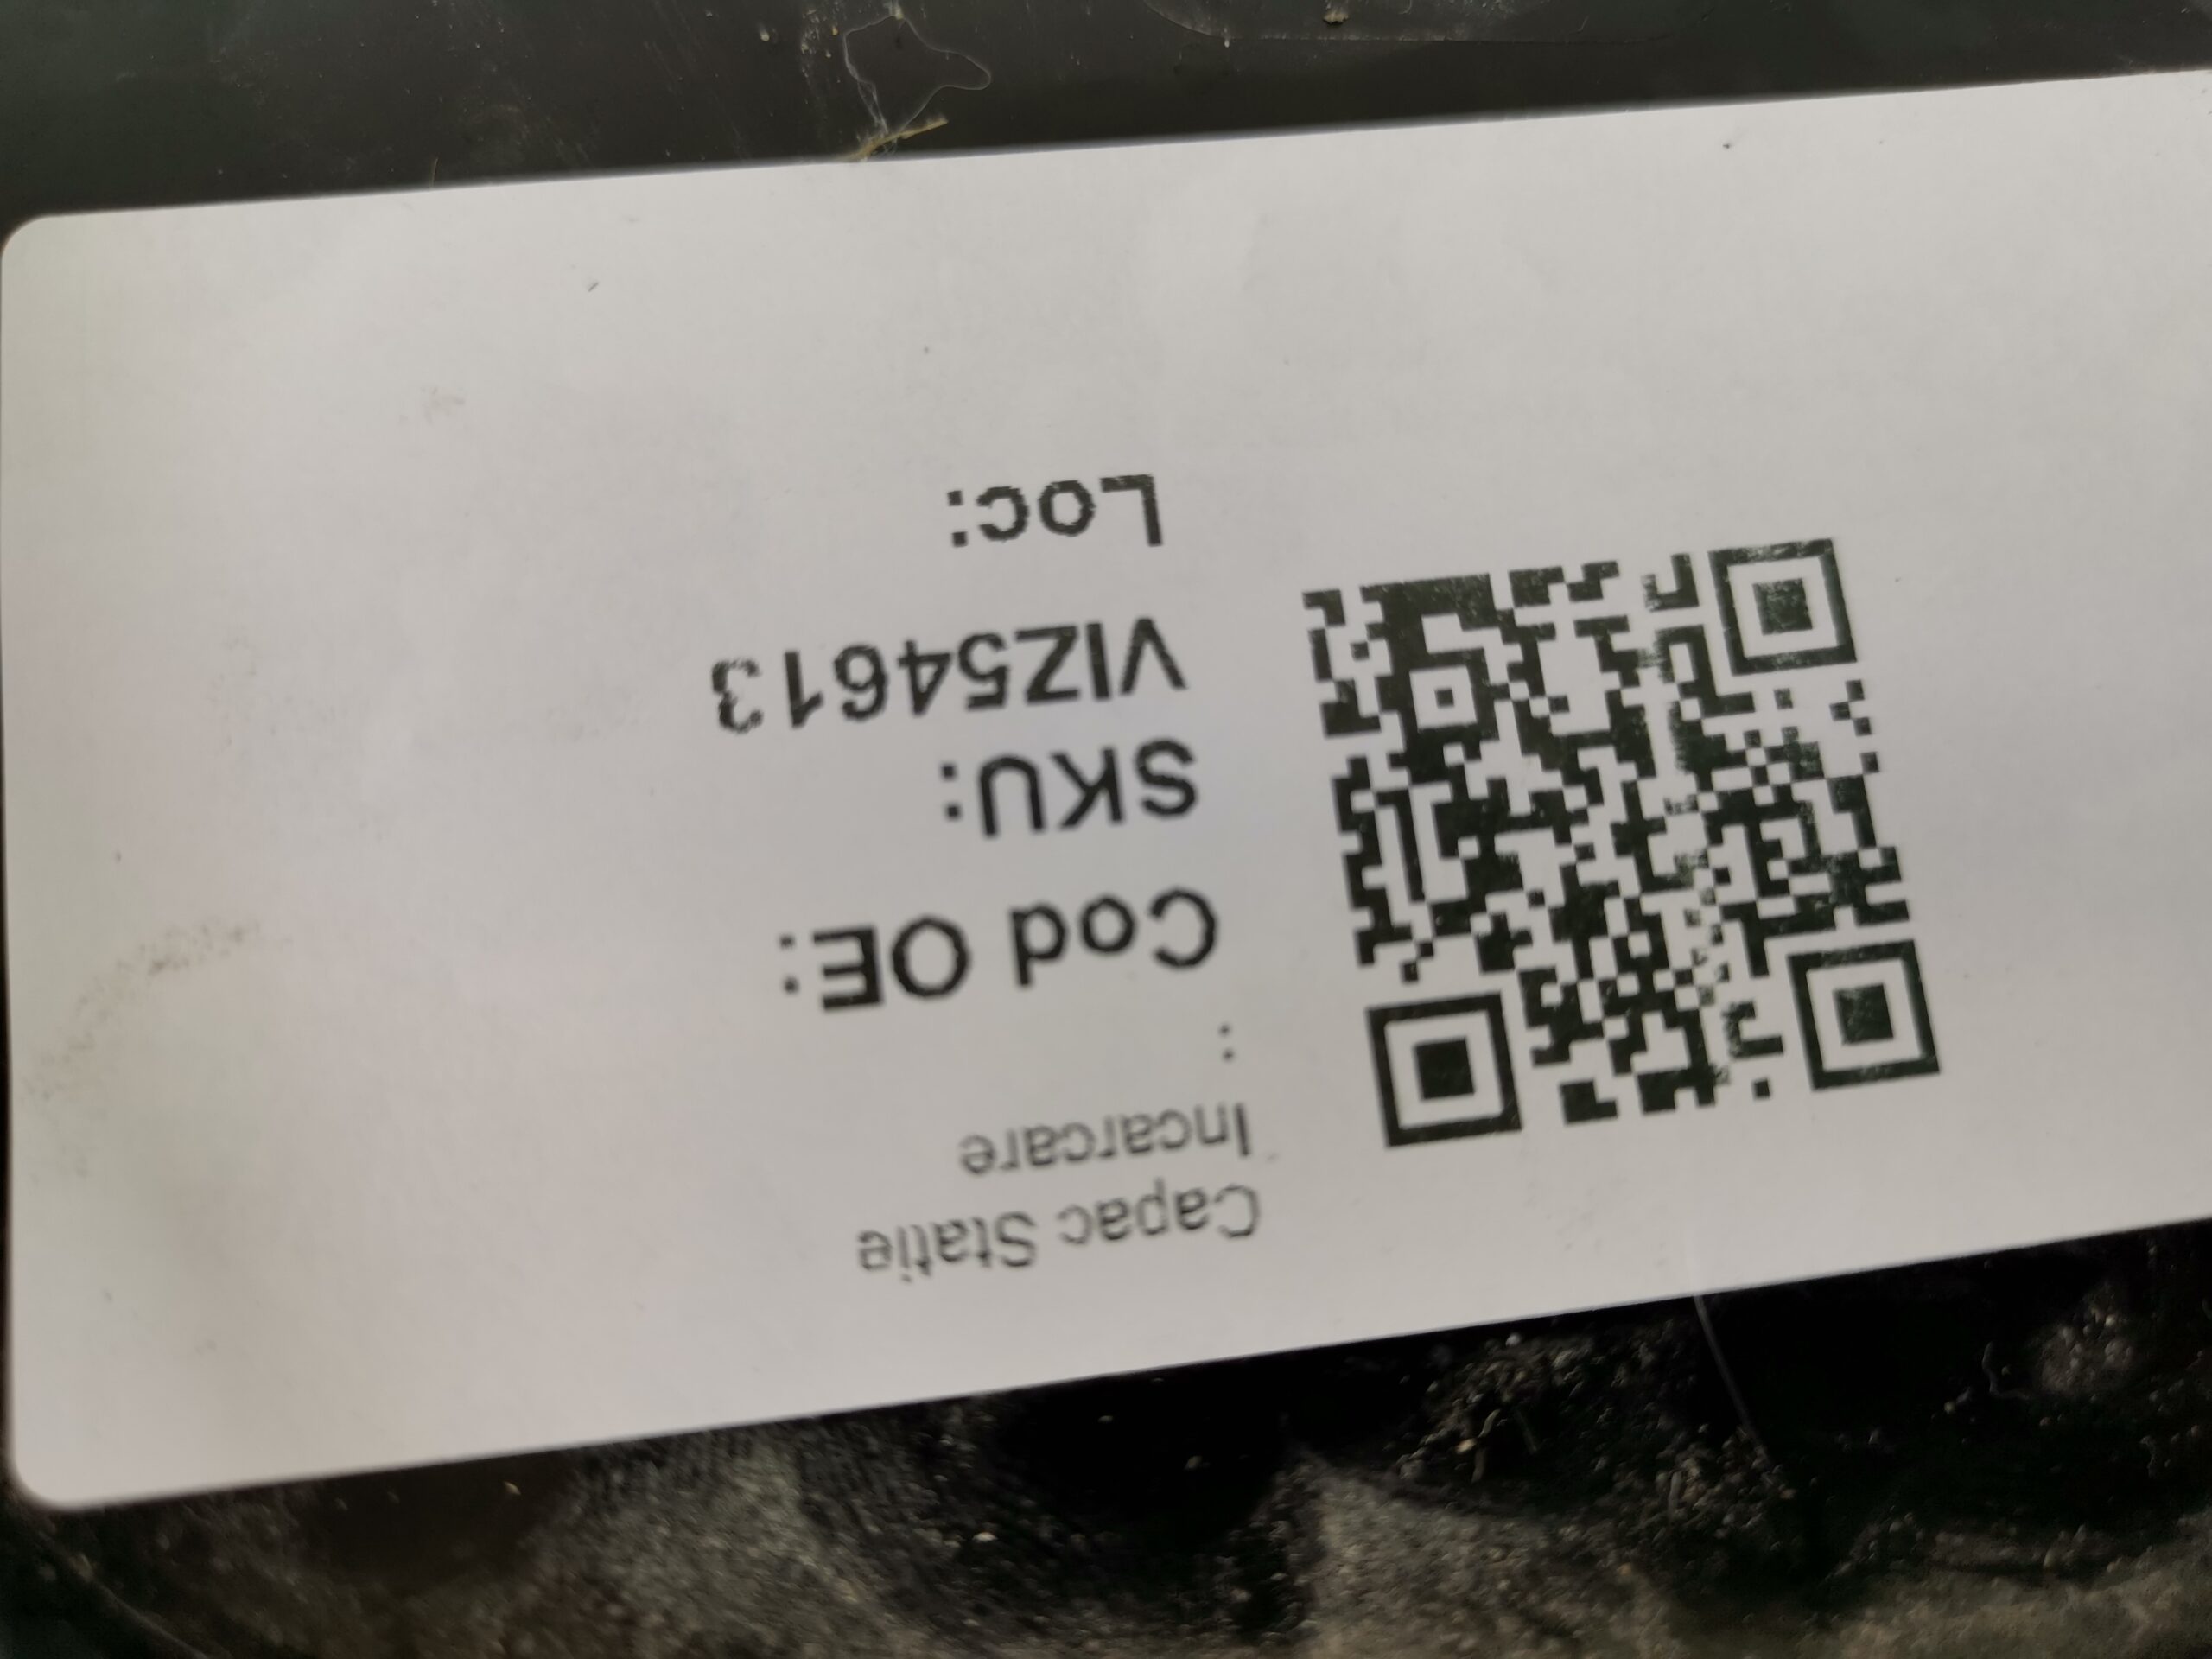 Capac Statie
Incarcare
:
Cod OE:
SKU:
VIZ54613
Loc: